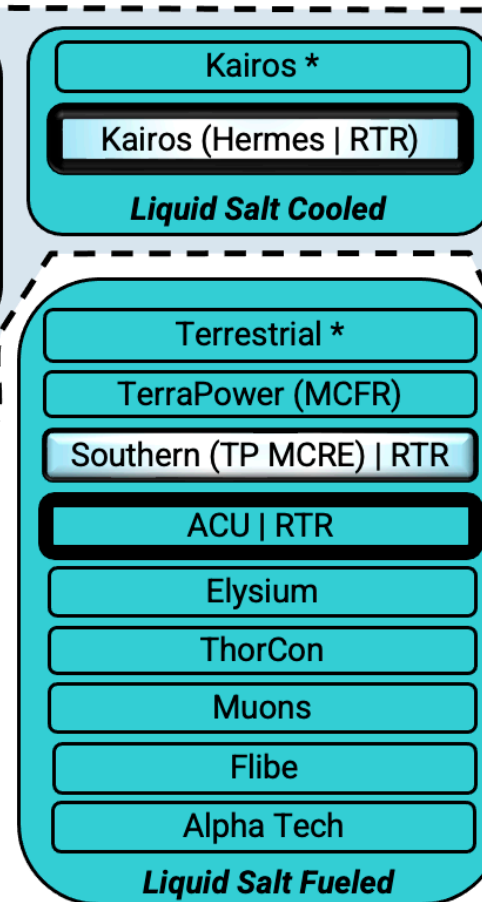 Kairos *
Kairos (Hermes | RTR)
Liquid Salt Cooled
Terrestrial *
TerraPower (MCFR)
Southern (TP MCRE) | RTR
ACU | RTR
Elysium
ThorCon
Muons
Flibe
Alpha Tech
Liquid Salt Fueled